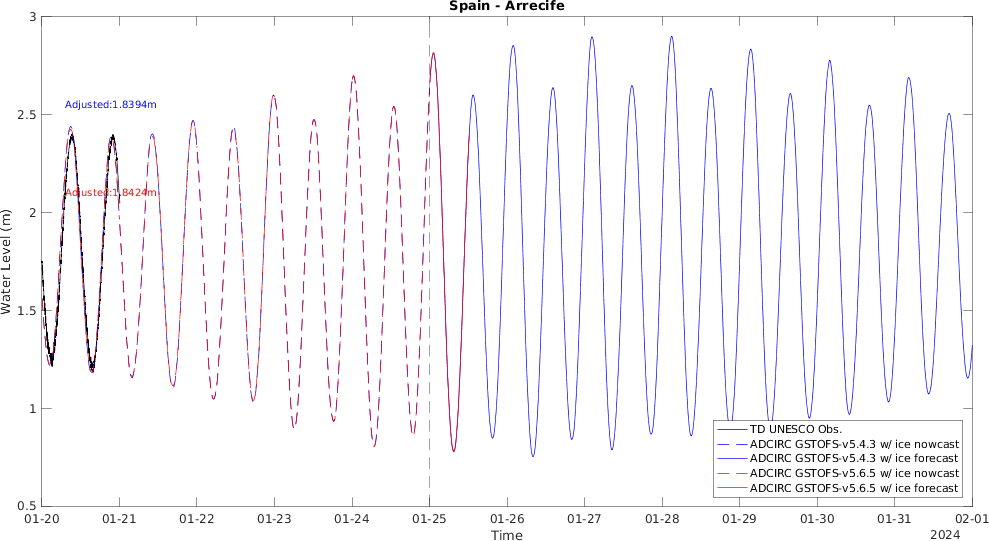 Spain - Arrecife
3
2.5
2
1.5
1
0.5
Water Level (m)
Adjusted:1.8394m
Adjusted:1.8424m
TD UNESCO Obs.
ADCIRC GSTOFS-v5.4.3 w/ ice nowcast
ADCIRC GSTOFS-v5.4.3 w/ ice forecast
ADCIRC GSTOFS-v5.6.5 w/ ice nowcast
ADCIRC GSTOFS-v5.6.5 w/ ice forecast
01-20 01-21 01-22 01-23 01-24 01-25 01-26 01-27 01-28 01-29 01-30 01-31 02-01
Time
2024